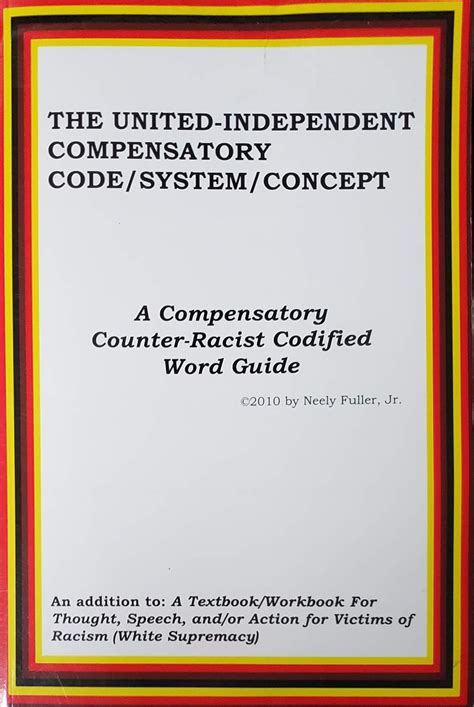 THE UNITED-INDEPENDENT
COMPENSATORY
CODE/SYSTEM/CONCEPT
A Compensatory
Counter-Racist Codified
Word Guide
©2010 by Neely Fuller, Jr.
An addition to: A Textbook/Workbook For
Thought, Speech, and/or Action for Victims of
Racism (White Supremacy)